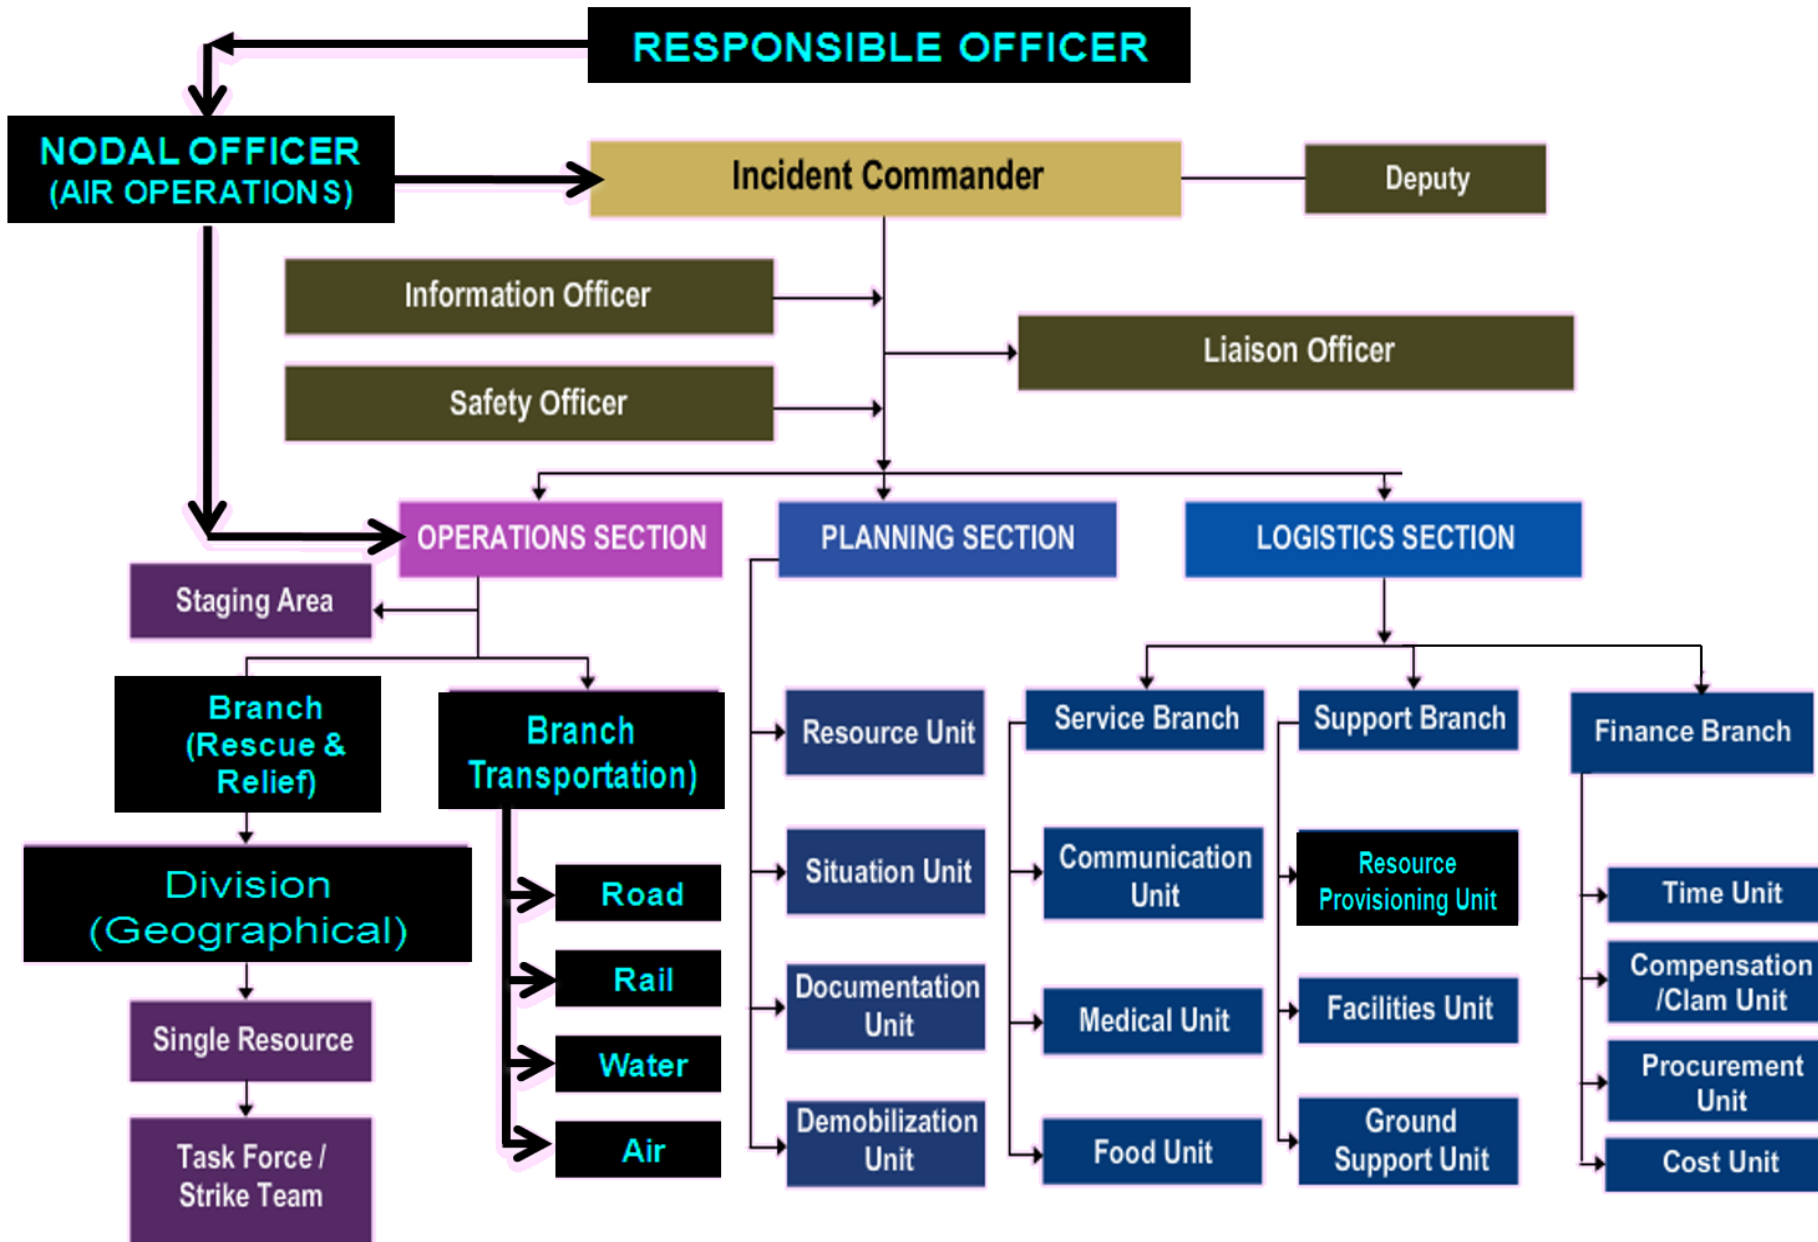 RESPONSIBLE OFFICER
NODAL OFFICER
(AIR OPERATIONS)
Incident Commander
Deputy
Information Officer
Liaison Officer
Safety Officer
OPERATIONS SECTION
PLANNING SECTION
LOGISTICS SECTION
Staging Area
Branch
(Rescue &
Relief)
Branch
Transportation)
Resource Unit
Service Branch
Support Branch
Finance Branch
Division
(Geographical)
Road
Rail
Water
Air
Situation Unit
Communication
Unit
Resource
Provisioning Unit
Time Unit
Single Resource
Documentation
Unit
Medical Unit
Facilities Unit
Compensation
/Clam Unit
Procurement
Unit
Task Force /
Strike Team
Demobilization
Unit
Food Unit
Ground
Support Unit
Cost Unit